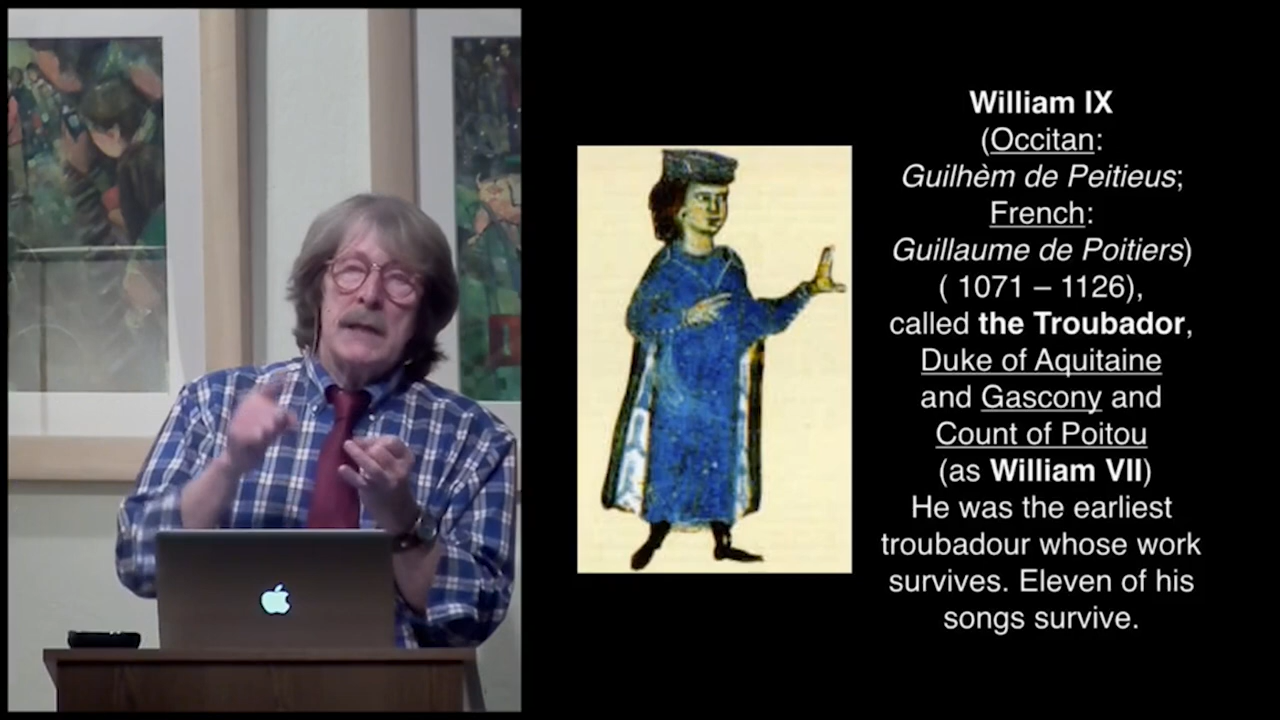 William IX
(Occitan:
Guilhèm de Peitieus;
French:
Guillaume de Poitiers)
( 1071 – 1126),
called the Troubador,
Duke of Aquitaine
and Gascony and
Count of Poitou
(as William VII)
He was the earliest
troubadour whose work
survives. Eleven of his
songs survive.